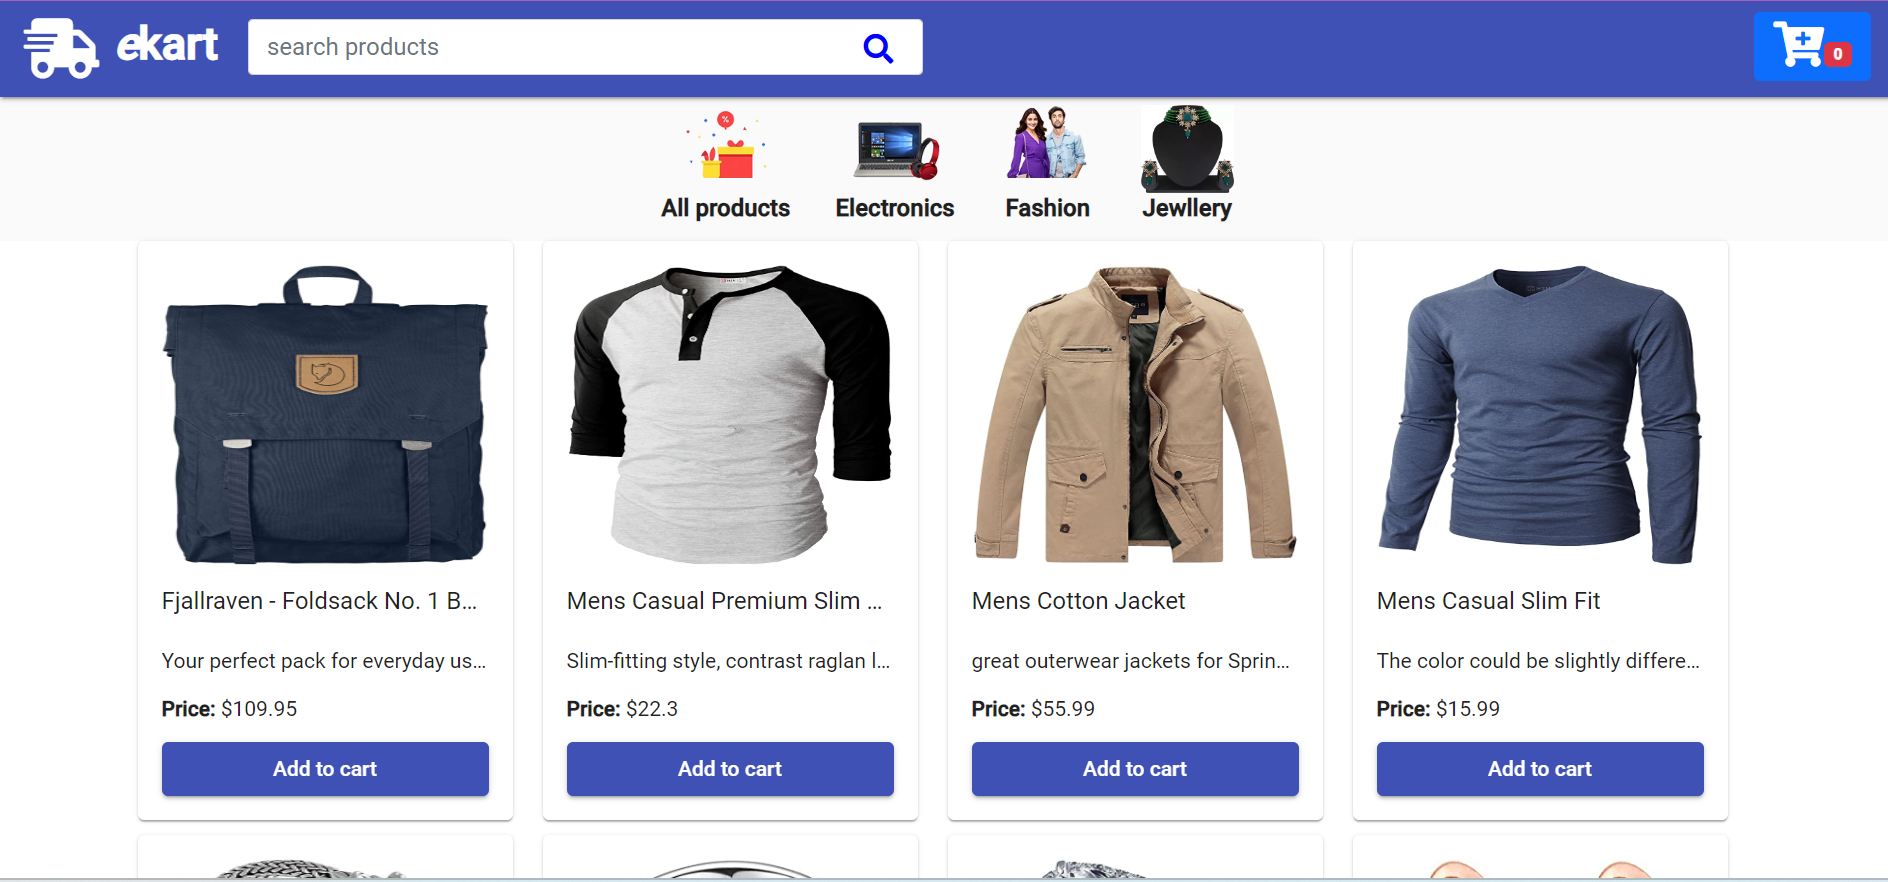 ekart
search products
0
%
All products
Electronics
Fashion
Jewllery
Fjallraven - Foldsack No. 1 B...
Mens Casual Premium Slim ...
Mens Cotton Jacket
Mens Casual Slim Fit
Your perfect pack for everyday us...
Slim-fitting style, contrast raglan l...
great outerwear jackets for Sprin...
The color could be slightly differe...
Price: $109.95
Price: $22.3
Price: $55.99
Price: $15.99
Add to cart
Add to cart
Add to cart
Add to cart